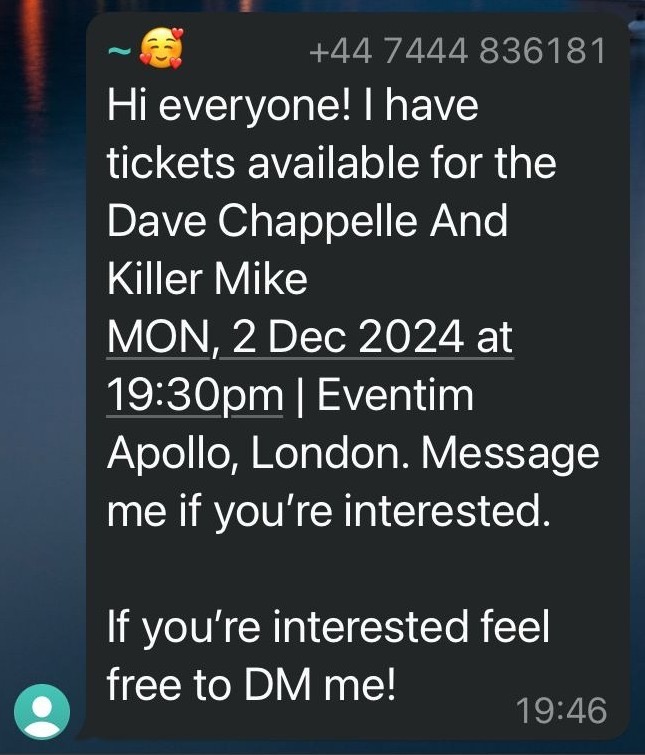 ~🥰 +44 7444 836181
Hi everyone! I have
tickets available for the
Dave Chappelle And
Killer Mike
MON, 2 Dec 2024 at
19:30pm | Eventim
Apollo, London. Message
me if you’re interested.
If you’re interested feel
free to DM me!
19:46